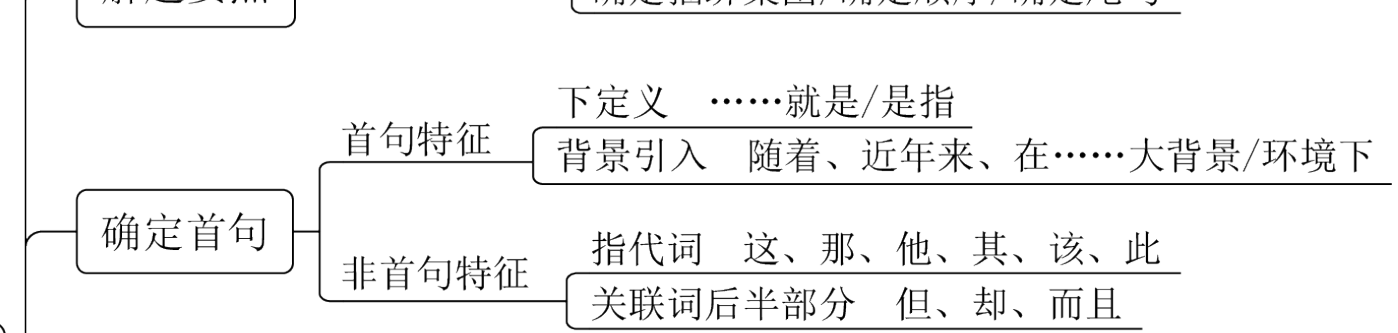 下定义 ……就是/是指
首句特征
背景引入 随着、近年来、在……大背景/环境下
确定首句
指代词 这、那、他、其、该、此
非首句特征
关联词后半部分 但、却、而且